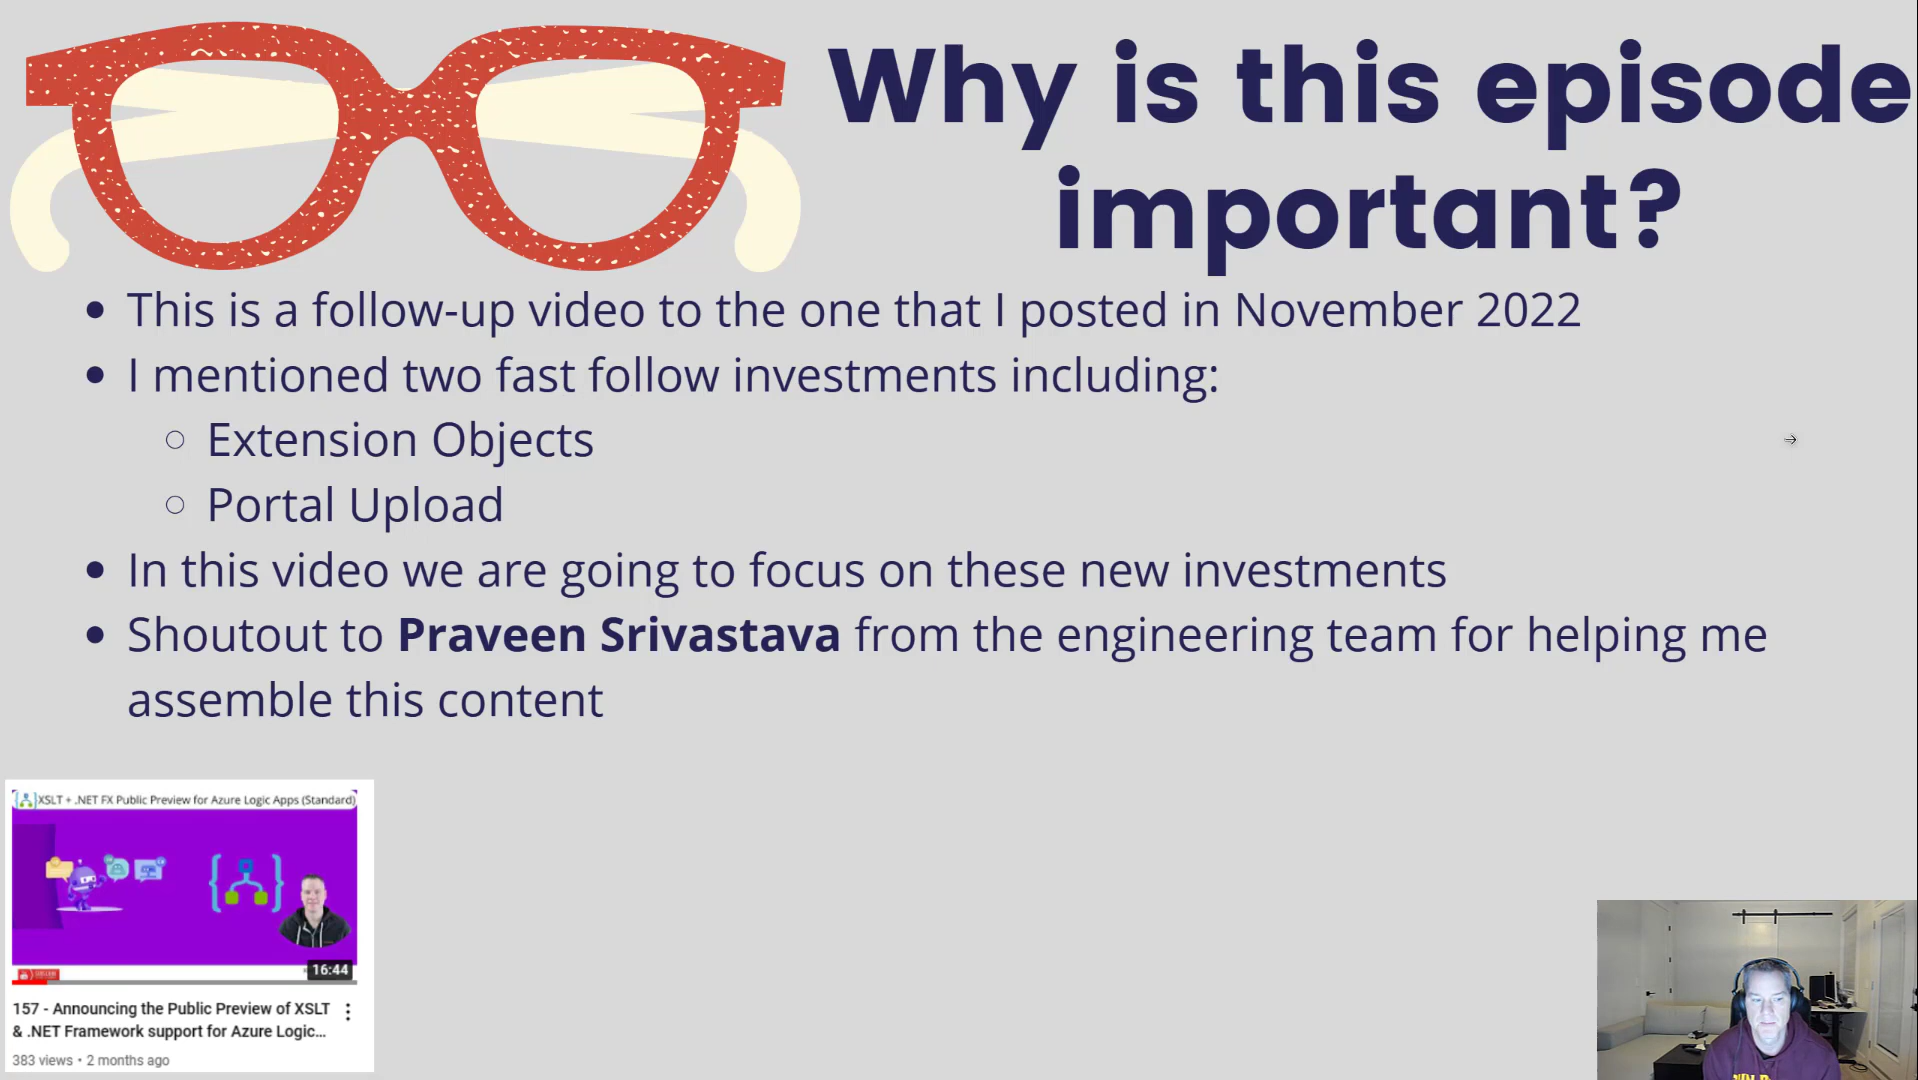 Why is this episode
important?
This is a follow-up video to the one that I posted in November 2022
I mentioned two fast follow investments including:
Extension Objects
Portal Upload
In this video we are going to focus on these new investments
Shoutout to Praveen Srivastava from the engineering team for helping me
assemble this content
XSLT + .NET FX Public Preview for Azure Logic Apps (Standard)
16:44
157 - Announcing the Public Preview of XSLT
& .NET Framework support for Azure Logic...
383 views • 2 months ago